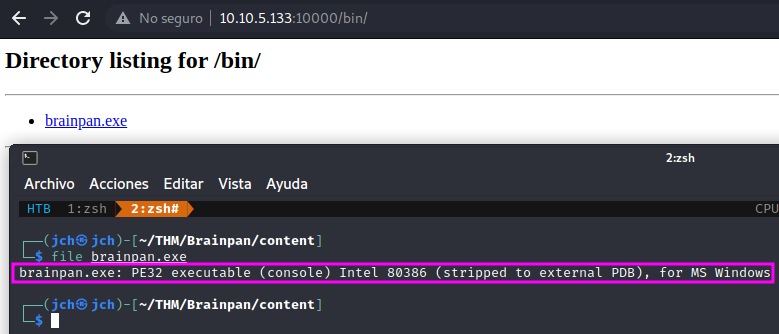 No seguro
10.10.5.133:10000/bin/
Directory listing for /bin/
brainpan.exe
2:zsh
Archivo Acciones Editar Vista Ayuda
HTB 1:zsh 2:zsh# CPU
┌──(jch㉿jch)-[~/THM/Brainpan/content]
└─$ file brainpan.exe
brainpan.exe: PE32 executable (console) Intel 80386 (stripped to external PDB), for MS Windows
┌──(jch㉿jch)-[~/THM/Brainpan/content]
└─$